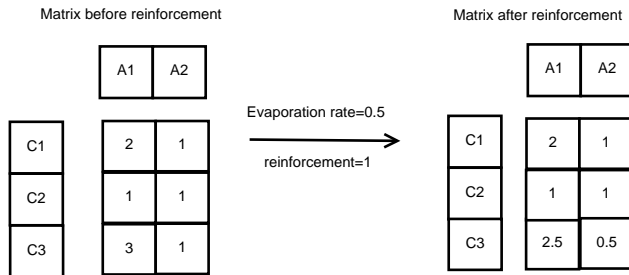 Matrix before reinforcement
Matrix after reinforcement
A1 A2
A1 A2
Evaporation rate=0.5
reinforcement=1
C1 2 1
C2 1 1
C3 3 1
C1 2 1
C2 1 1
C3 2.5 0.5